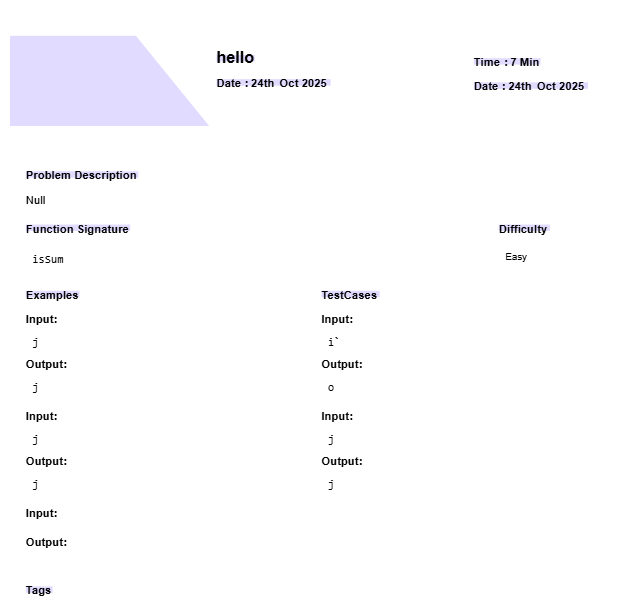 hello
Date : 24th Oct 2025
Time : 7 Min
Date : 24th Oct 2025
Problem Description
Null
Function Signature
isSum
Difficulty
Easy
Examples
Input:
j
Output:
j
Input:
j
Output:
j
Input:
Output:
TestCases
Input:
i`
Output:
o
Input:
j
Output:
j
Tags